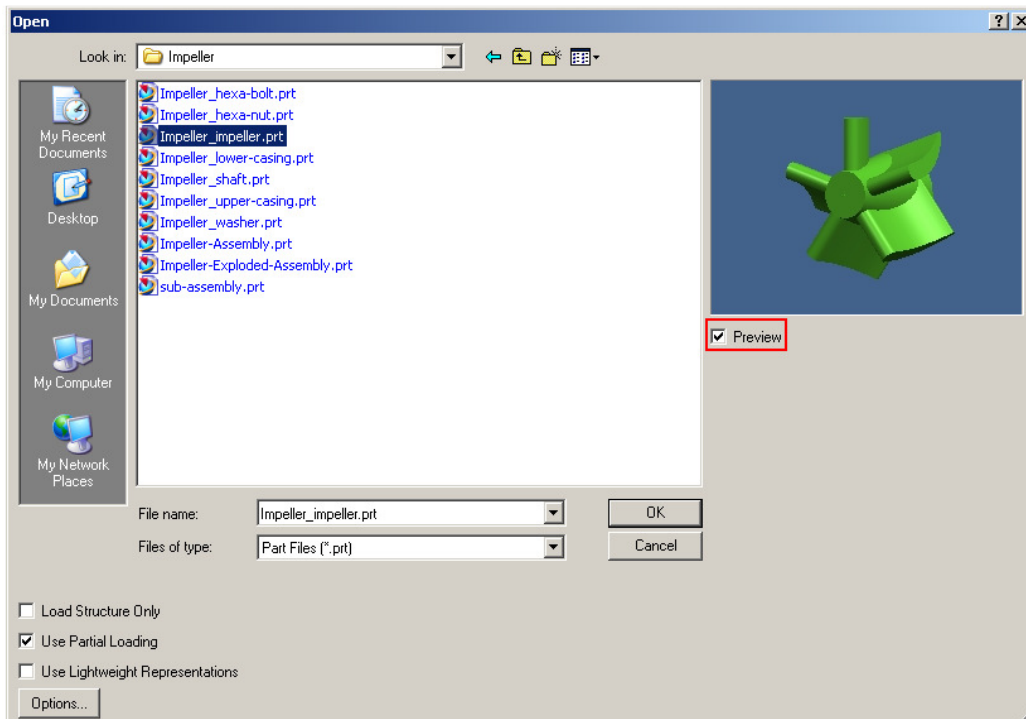 Open
Look in: Impeller
My Recent
Documents
Desktop
My Documents
My Computer
My Network
Places
Impeller_hexa-bolt.prt
Impeller_hexa-nut.prt
Impeller_impeller.prt
Impeller_lower-casing.prt
Impeller_shaft.prt
Impeller_upper-casing.prt
Impeller_washer.prt
Impeller-Assembly.prt
Impeller-Exploded-Assembly.prt
sub-assembly.prt
Preview
File name: Impeller_impeller.prt OK
Files of type: Part Files (*.prt) Cancel
Load Structure Only
Use Partial Loading
Use Lightweight Representations
Options...